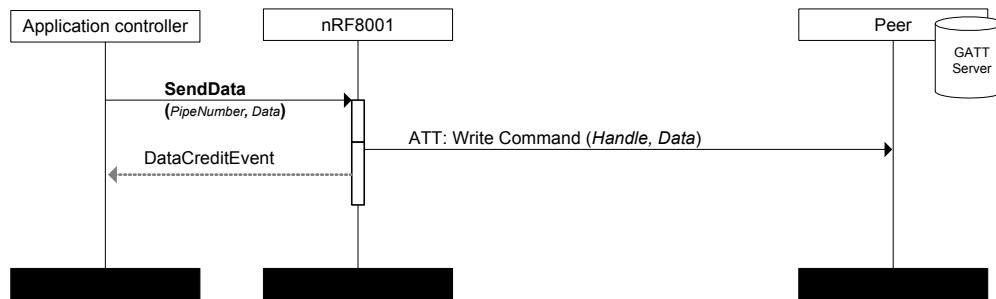 Application controller
nRF8001
Peer
GATT
Server
SendData
(PipeNumber, Data)
ATT: Write Command (Handle, Data)
DataCreditEvent